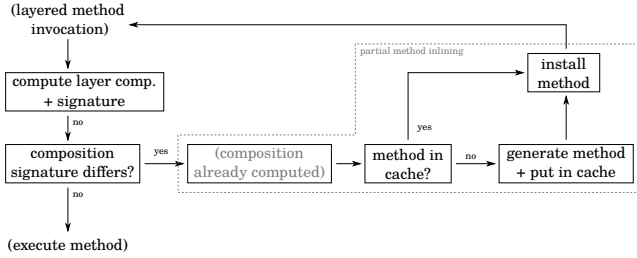 (layered method
invocation)
partial method inlining
install
method
compute layer comp.
+ signature
no
yes
composition
signature differs?
yes
(composition
already computed)
method in
cache?
no
generate method
+ put in cache
no
(execute method)